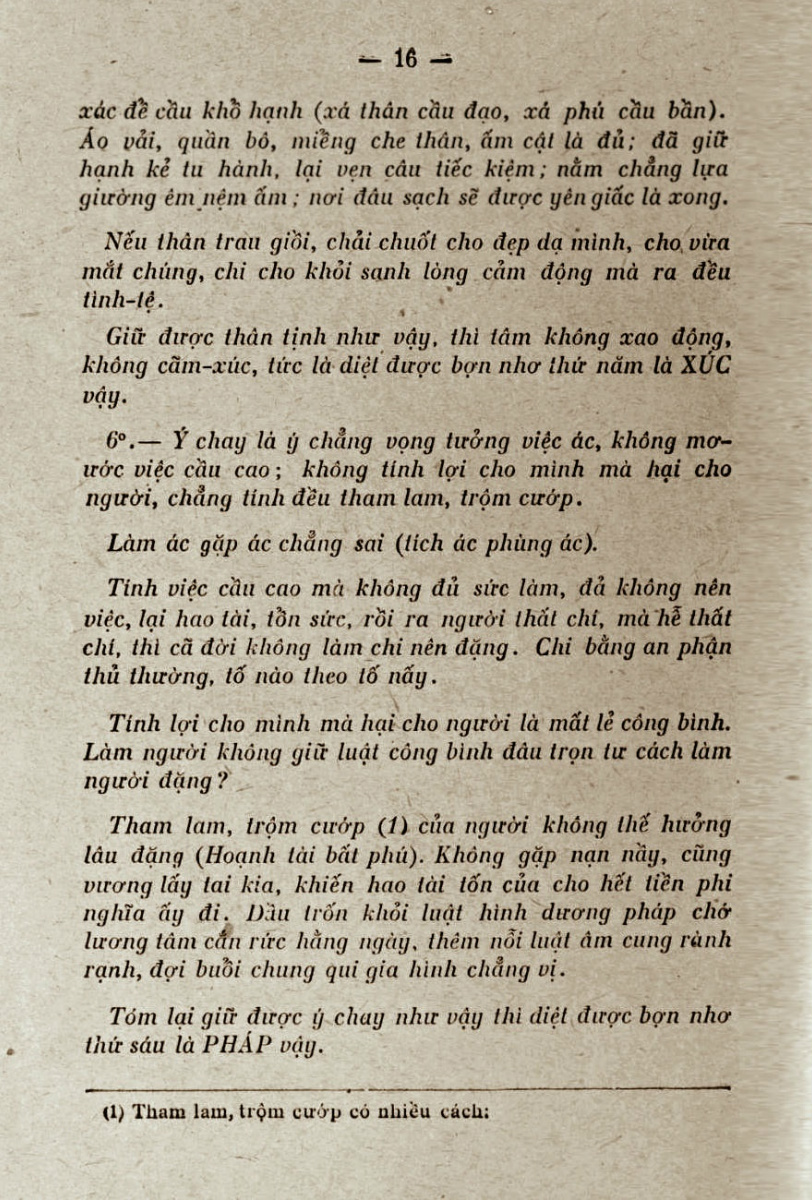 — 16 —
xác đề cầu khổ hạnh (xả thân cầu đạo, xả phú cầu bần).
Áo vải, quần bô, miềng che thân, ấm cật là đủ; đã giữ
hạnh kẻ tu hành, lại vẹn câu tiếc kiệm; nằm chẳng lựa
giường êm nệm ấm; nơi đâu sạch sẽ được yên giấc là xong.
Nếu thân trau giồi, chải chuốt cho đẹp dạ mình, cho vừa
mắt chúng, chi cho khỏi sanh lòng cảm động mà ra đều
tình-tệ.
Giữ được thân tịnh như vậy, thì tâm không xao động,
không cãm-xúc, tức là diệt được bợn nhơ thứ năm là XÚC
vậy.
6º.— Ý chay là ý chẳng vọng tưởng việc ác, không mơ-
ước việc cầu cao; không tính lợi cho mình mà hại cho
người, chẳng tính đều tham lam, trộm cướp.
Làm ác gặp ác chẳng sai (tích ác phùng ác).
Tính việc cầu cao mà không đủ sức làm, đả không nên
việc, lại hao tài, tồn sức, rồi ra người thất chí, mà hễ thất
chí, thì cã đời không làm chi nên đặng. Chi bằng an phận
thủ thường, tố nào theo tố nấy.
Tính lợi cho mình mà hại cho người là mất lẻ công bình.
Làm người không giữ luật công bình đâu trọn tư cách làm
người đặng?
Tham lam, trộm cướp (1) của người không thế hưởng
lâu đặng (Hoạnh tài bất phú). Không gặp nạn nầy, cũng
vương lấy tai kia, khiến hao tài tốn của cho hết tiền phi
nghĩa ấy đi. Dầu trốn khỏi luật hình dương pháp chớ
lương tâm cắn rức hằng ngày, thêm nỗi luật âm cung rành
rạnh, đợi buồi chung qui gia hình chẳng vị.
Tóm lại giữ được ý chay như vậy thì diệt được bợn nhơ
thứ sáu là PHÁP vậy.
(1) Tham lam, trộm cướp có nhiều cách: